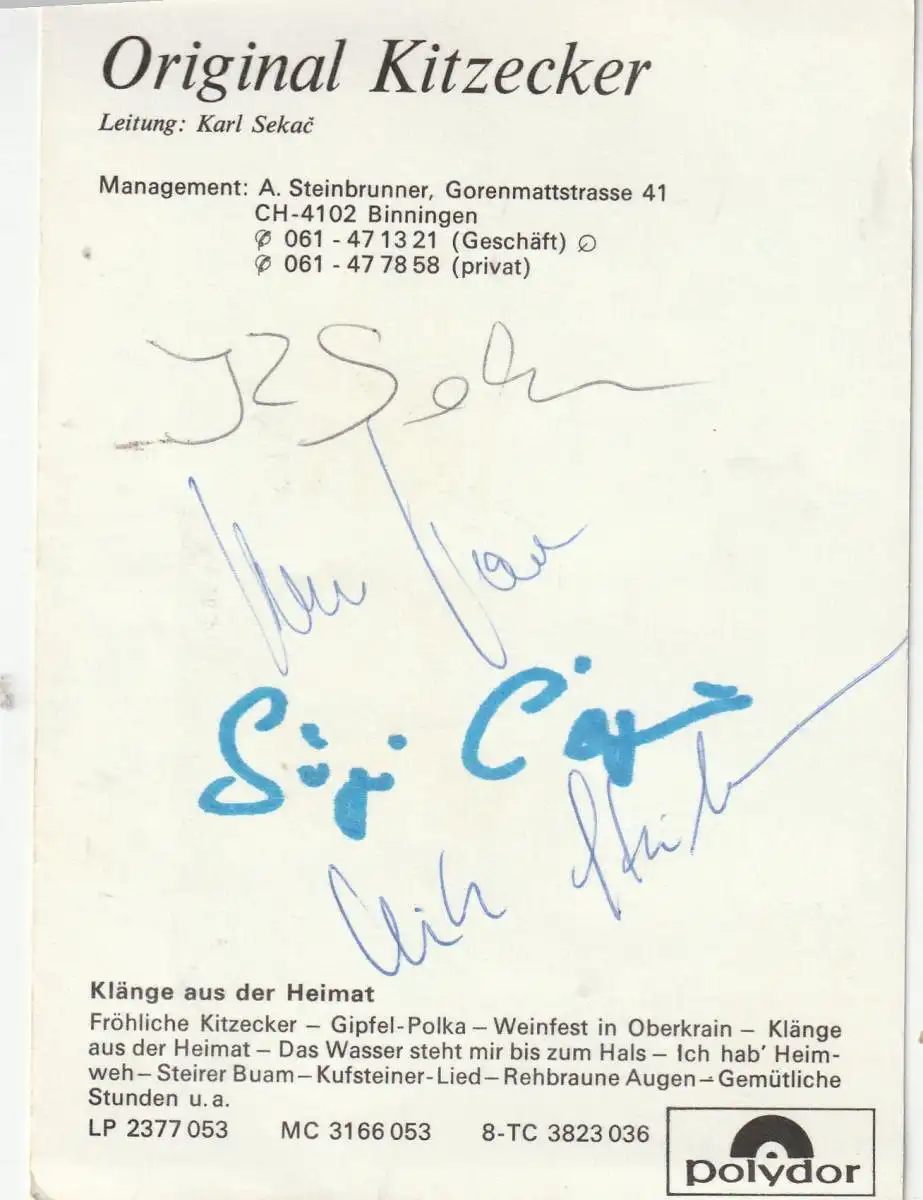 Original Kitzecker
Leitung: Karl Sekač
Management: A. Steinbrunner, Gorenmattstrasse 41
CH-4102 Binningen
✆ 061 - 47 13 21 (Geschäft)
✆ 061 - 47 78 58 (privat)
Sigi
Klänge aus der Heimat
Fröhliche Kitzecker – Gipfel-Polka – Weinfest in Oberkrain – Klänge
aus der Heimat – Das Wasser steht mir bis zum Hals – Ich hab' Heim-
weh – Steirer Buam – Kufsteiner-Lied – Rehbraune Augen – Gemütliche
Stunden u. a.
LP 2377 053 MC 3166 053 8-TC 3823 036
polydor